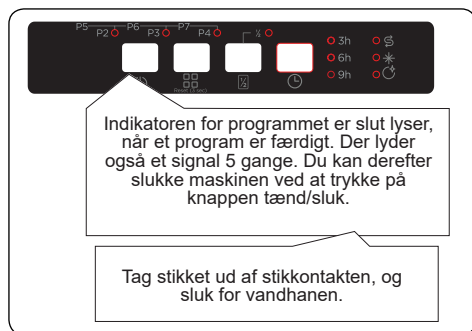 P5 P6 P7
P2 P3 P4 ½
3h
6h
9h
Reset (3 sec)
½
Indikatoren for programmet er slut lyser,
når et program er færdigt. Der lyder
også et signal 5 gange. Du kan derefter
slukke maskinen ved at trykke på
knappen tænd/sluk.
Tag stikket ud af stikkontakten, og
sluk for vandhanen.